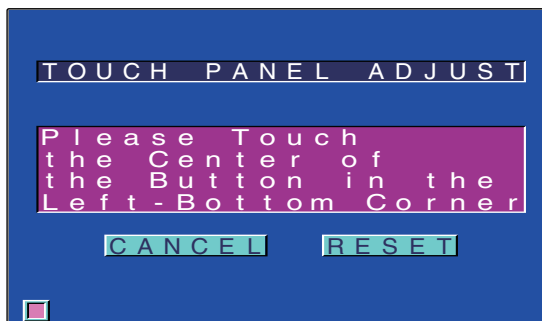 TOUCH PANEL ADJUST
Please Touch
the Center of
the Button in the
Left-Bottom Corner
CANCEL RESET